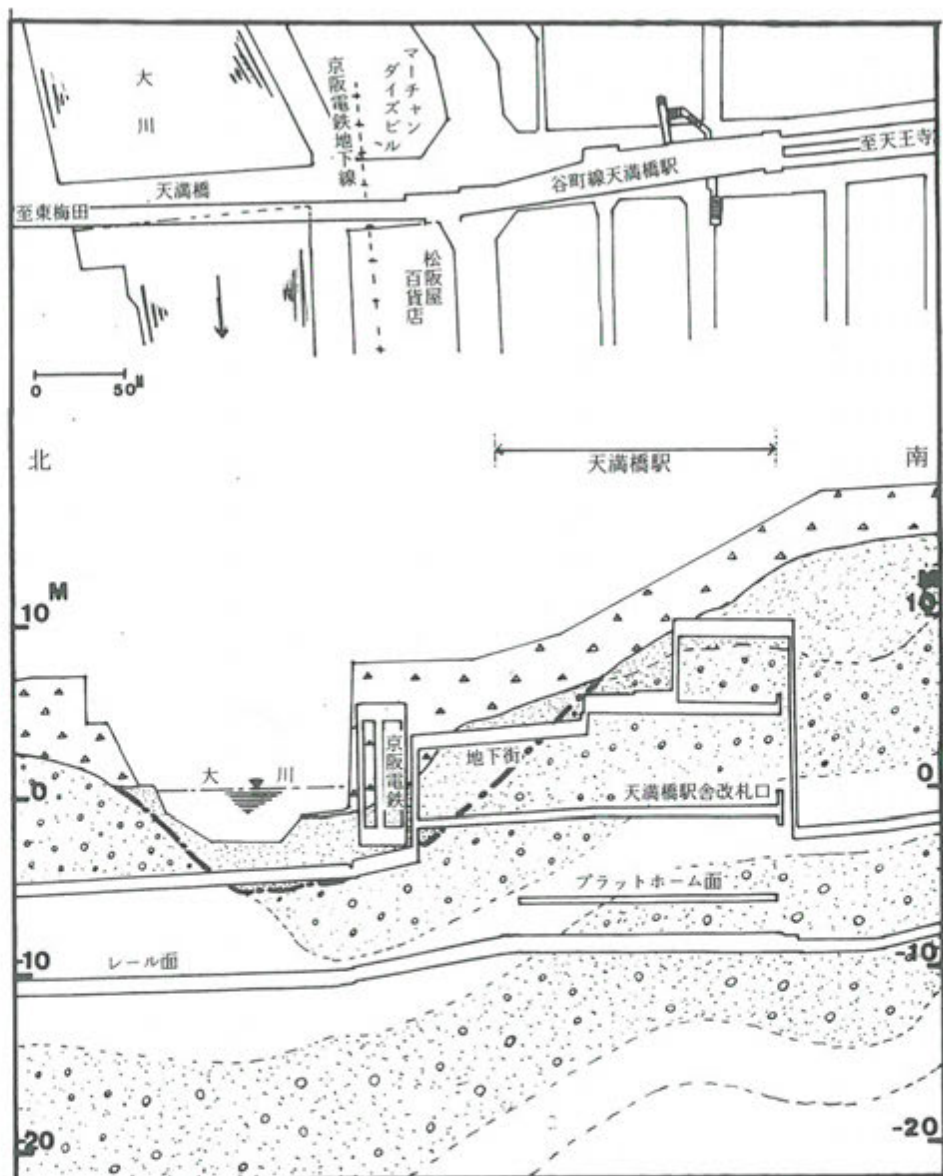 大川
京阪電鉄地下線
マーチャン
ダイズビル
天満橋
谷町線天満橋駅
至天王寺
至東梅田
松阪屋
百貨店
0 50M
北
天満橋駅
南
M
10
M
10
京阪電鉄
地下街
大川
0
0
天満橋駅舎改札口
プラットホーム面
レール面
-10
-10
-20
-20